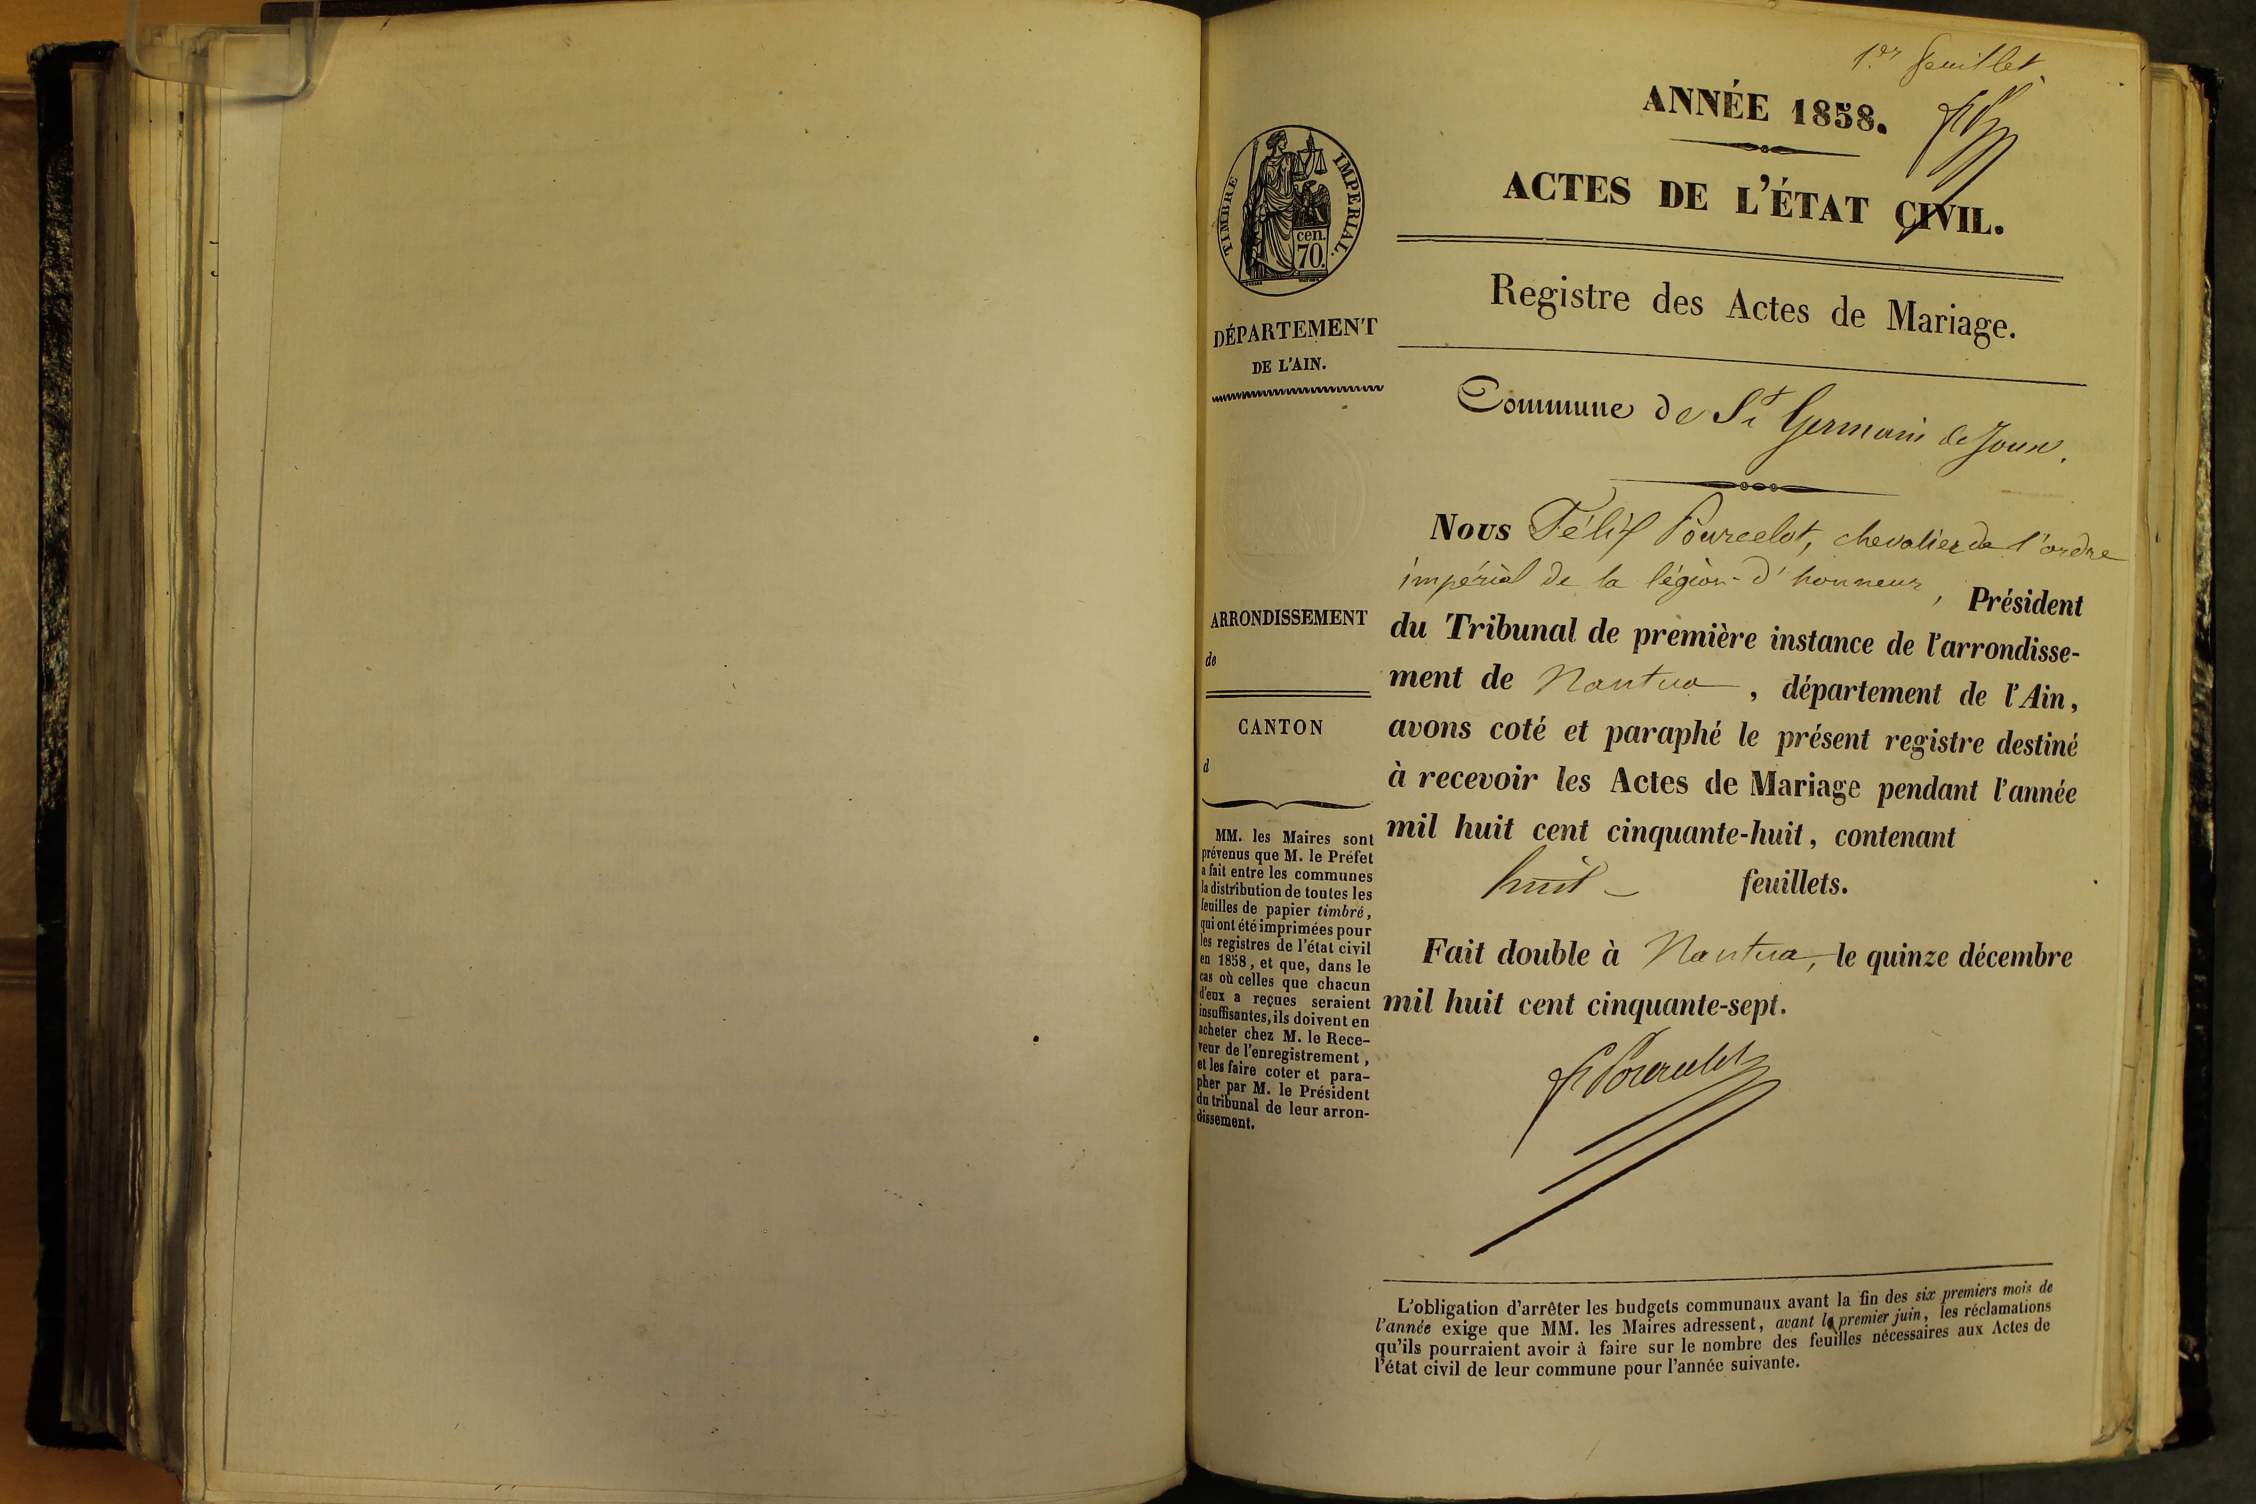 1.er feuillet
ANNÉE 1858.
ACTES DE L'ÉTAT CIVIL.
TIMBRE IMPERIAL.
cen.
70.
Registre des Actes de Mariage.
DÉPARTEMENT
DE L'AIN.
Commune de St Germain de Joux.
Nous Félix Pourcelot, chevalier de l'ordre
impérial de la légion-d'honneur, Président
du Tribunal de première instance de l'arrondisse-
ment de Nantua, département de l'Ain,
avons coté et paraphé le présent registre destiné
à recevoir les Actes de Mariage pendant l'année
mil huit cent cinquante-huit, contenant
huit feuillets.
Fait double à Nantua, le quinze décembre
mil huit cent cinquante-sept.
F Pourcelot
ARRONDISSEMENT
de
CANTON
d
MM. les Maires sont
prévenus que M. le Préfet
a fait entre les communes
la distribution de toutes les
feuilles de papier timbré,
qui ont été imprimées pour
les registres de l'état civil
en 1858, et que, dans le
cas où celles que chacun
d'eux a reçues seraient
insuffisantes, ils doivent en
acheter chez M. le Rece-
veur de l'enregistrement,
et les faire coter et para-
pher par M. le Président
du tribunal de leur arron-
dissement.
L'obligation d'arrêter les budgets communaux avant la fin des six premiers mois de
l'année exige que MM. les Maires adressent, avant le premier juin, les réclamations
qu'ils pourraient avoir à faire sur le nombre des feuilles nécessaires aux Actes de
l'état civil de leur commune pour l'année suivante.